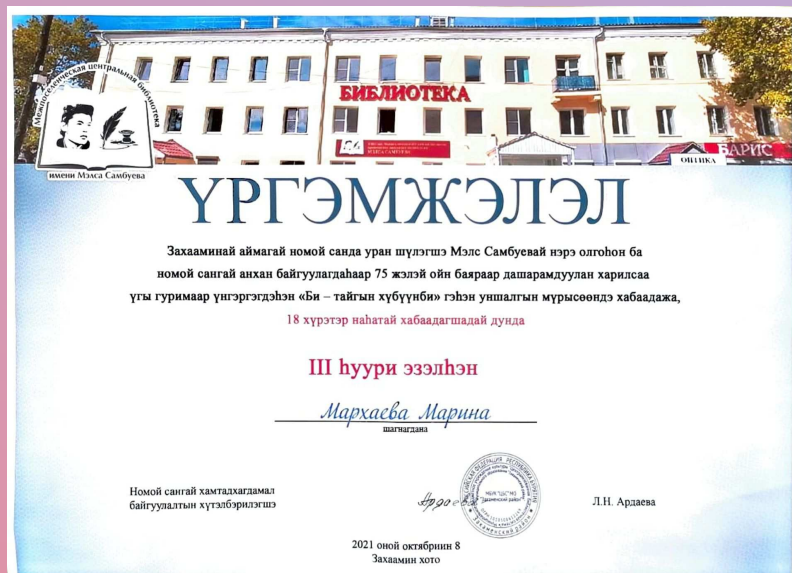 БИБЛИОТЕКА
ОПТИКА
БАРИС
Межпоселенческая центральная библиотека
имени Мэлса Самбуева
ҮРГЭМЖЭЛЭЛ
Захааминай аймагай номой санда уран шүлэгшэ Мэлс Самбуевай нэрэ олгоһон ба
номой сангай анхан байгуулагдаһаар 75 жэлэй ойн баяраар дашарамдуулан харилсаа
үгы гуримаар үнгэргэгдэһэн «Би – тайгын хүбүүнби» гэһэн уншалгын мүрысөөндэ хабаадажа,
18 хүрэтэр наһатай хабаадагшадай дунда
III һуури эзэлһэн
Мархаева Марина
шагнагдана
Номой сангай хамтадхагдамал
байгуулалтын хүтэлбэрилэгшэ
Ардаева
Л.Н. Ардаева
2021 оной октябриин 8
Захаамин хото